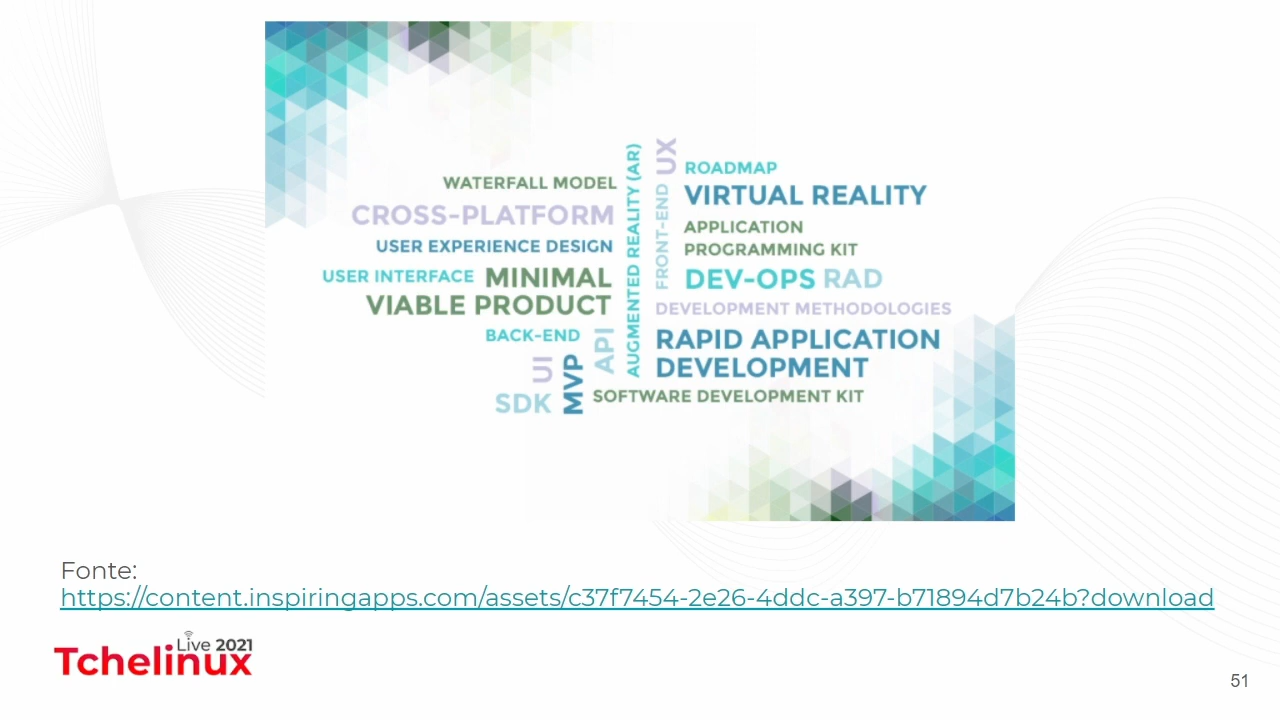 WATERFALL MODEL
CROSS-PLATFORM
USER EXPERIENCE DESIGN
USER INTERFACE
MINIMAL
VIABLE PRODUCT
BACK-END
UI
MVP
API
SDK
AUGMENTED REALITY (AR)
UX
FRONT-END
ROADMAP
VIRTUAL REALITY
APPLICATION
PROGRAMMING KIT
DEV-OPS
RAD
DEVELOPMENT METHODOLOGIES
RAPID APPLICATION
DEVELOPMENT
SOFTWARE DEVELOPMENT KIT
Fonte:
https://content.inspiringapps.com/assets/c37f7454-2e26-4ddc-a397-b71894d7b24b?download
Live 2021
Tchelinux
51